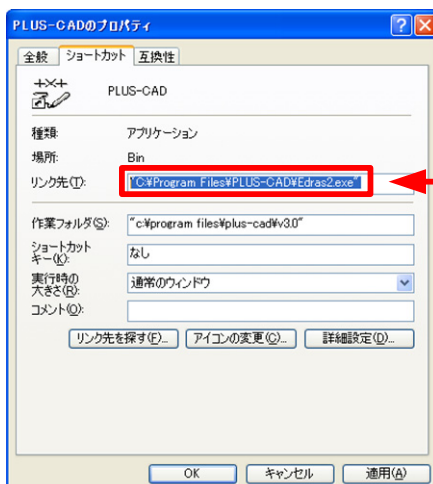 PLUS-CADのプロパティ
全般 ショートカット 互換性
PLUS-CAD
種類: アプリケーション
場所: Bin
リンク先(T): "C:¥Program Files¥PLUS-CAD¥Edras2.exe"
作業フォルダ(S): "c:¥program files¥plus-cad¥v3.0"
ショートカット
キー(K): なし
実行時の
大きさ(R): 通常のウィンドウ
コメント(O):
リンク先を探す(F)... アイコンの変更(C)... 詳細設定(D)...
OK キャンセル 適用(A)